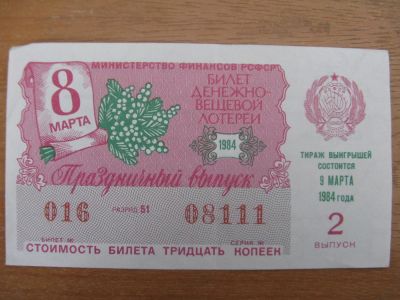 МИНИСТЕРСТВО ФИНАНСОВ РСФСР
8
МАРТА
БИЛЕТ
ДЕНЕЖНО-
ВЕЩЕВОЙ
ЛОТЕРЕИ
1984
Праздничный выпуск
016
РАЗРЯД 51
08111
БИЛЕТ №
СЕРИЯ №
СТОИМОСТЬ БИЛЕТА ТРИДЦАТЬ КОПЕЕК
ТИРАЖ ВЫИГРЫШЕЙ
СОСТОИТСЯ
9 МАРТА
1984 ГОДА
2
ВЫПУСК